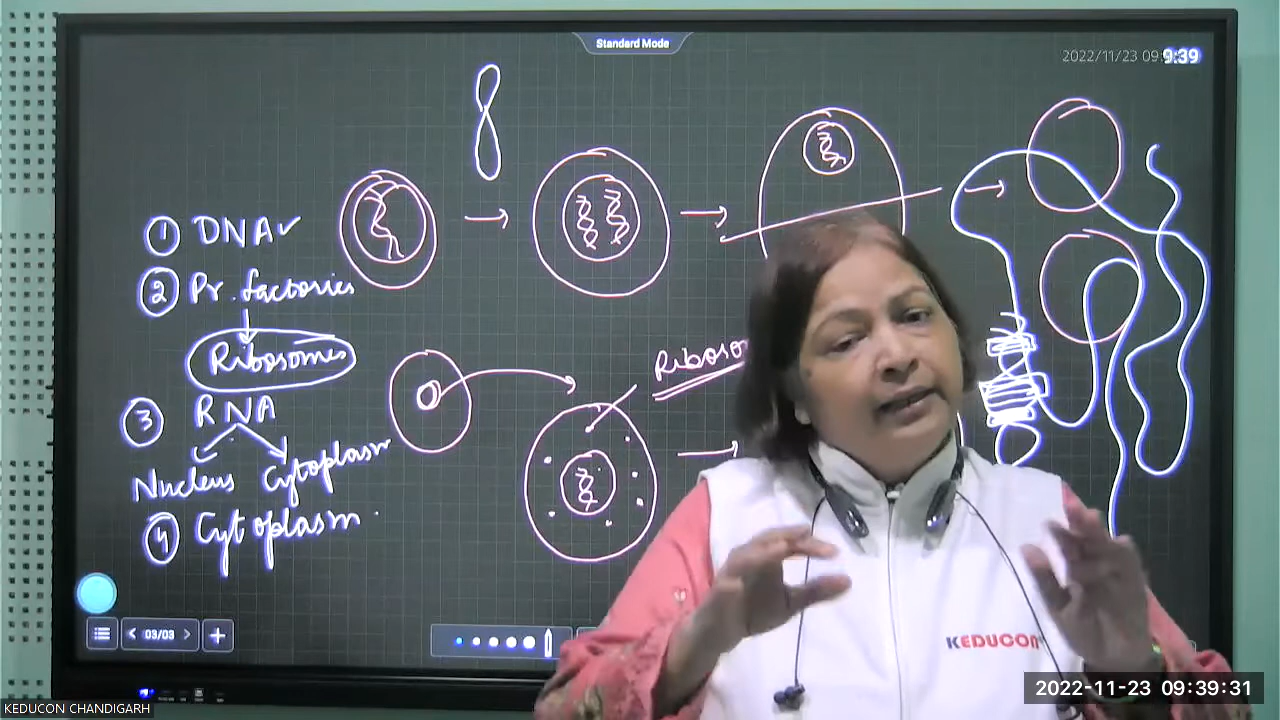 Standard Mode
2022/11/23 09:
9:39
① DNA ✓
② Pr. factories
Ribosomes
③ RNA
Nucleus Cytoplasm
④ Cytoplasm
03/03
KEDUCON
2022-11-23 09:39:31
KEDUCON CHANDIGARH